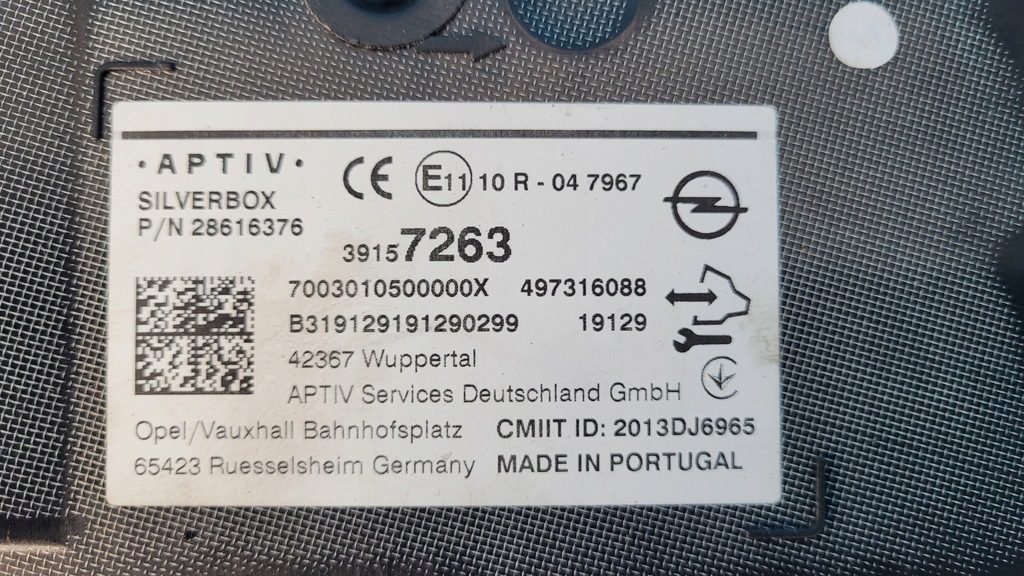 · APTIV ·
CE E11 10 R - 04 7967
SILVERBOX
P/N 28616376
39157263
7003010500000X 497316088
B319129191290299 19129
42367 Wuppertal
APTIV Services Deutschland GmbH
Opel/Vauxhall Bahnhofsplatz CMIIT ID: 2013DJ6965
65423 Ruesselsheim Germany MADE IN PORTUGAL